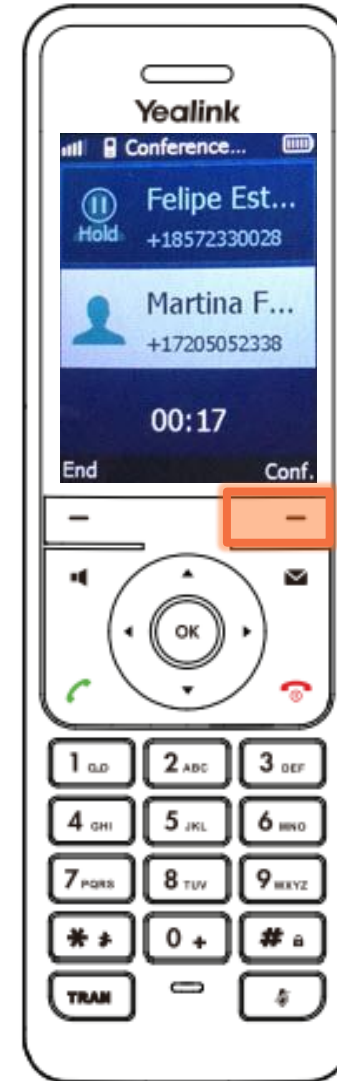 Yealink
Conference...
Felipe Est...
Hold
+18572330028
Martina F...
+17205052338
00:17
End Conf.
OK
1 2 ABC 3 DEF
4 GHI 5 JKL 6 MNO
7 PQRS 8 TUV 9 WXYZ
* 0 + #
TRAN